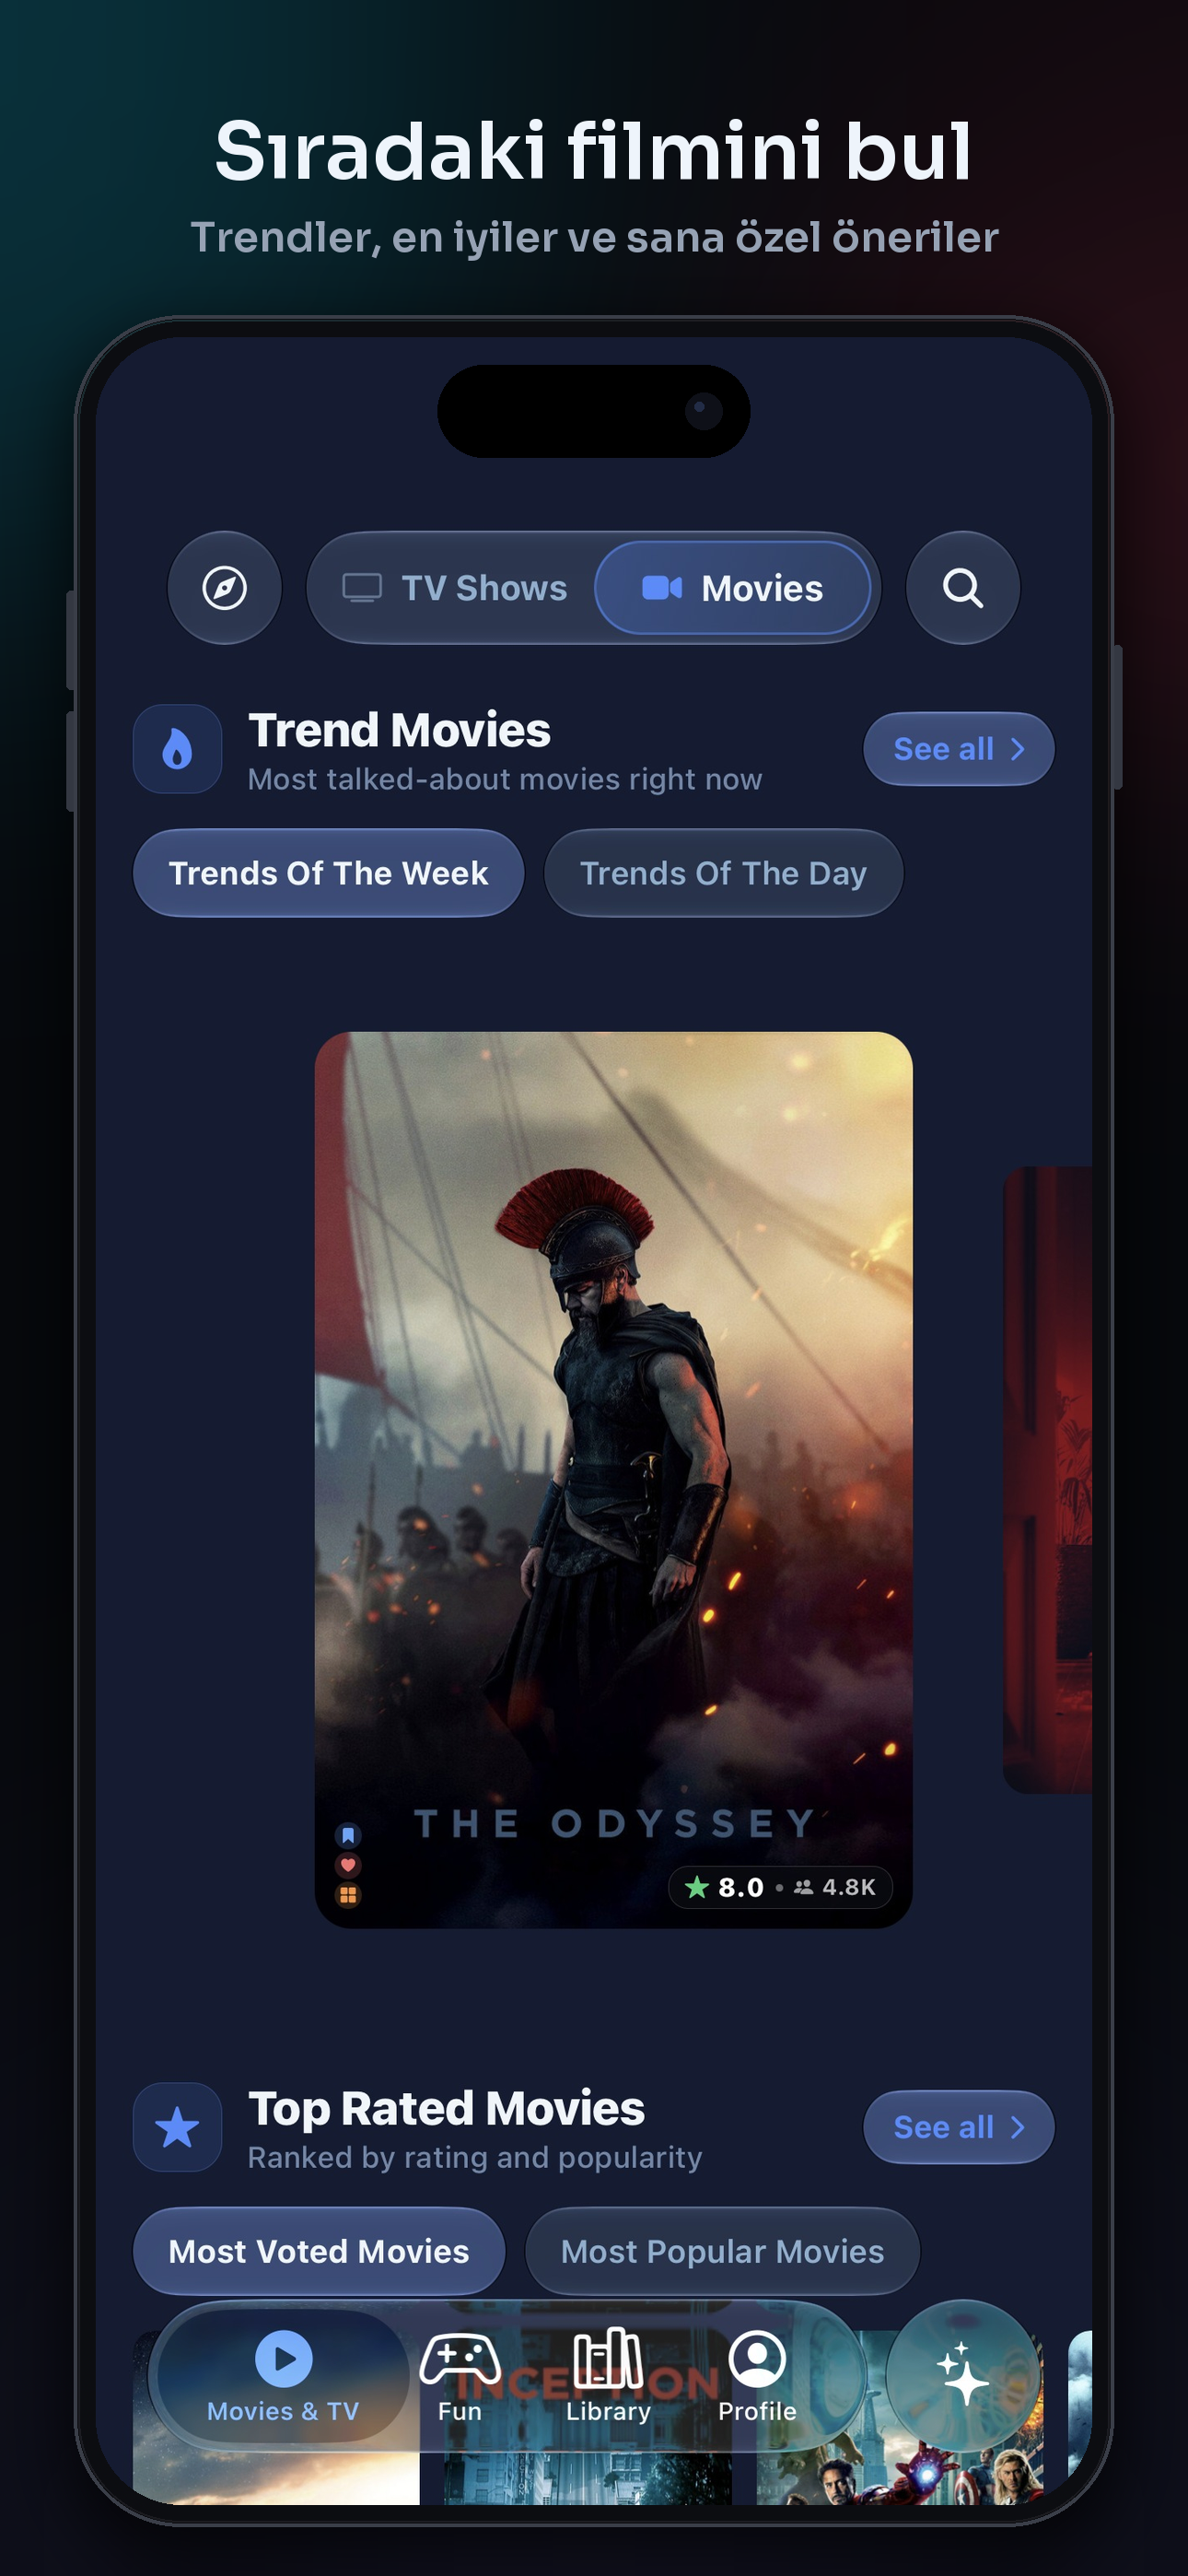 Sıradaki filmini bul
Trendler, en iyiler ve sana özel öneriler
TV Shows
Movies
Trend Movies
Most talked-about movies right now
See all
Trends Of The Week
Trends Of The Day
THE ODYSSEY
8.0 • 4.8K
Top Rated Movies
Ranked by rating and popularity
See all
Most Voted Movies
Most Popular Movies
INCEPTION
Movies & TV
Fun
Library
Profile